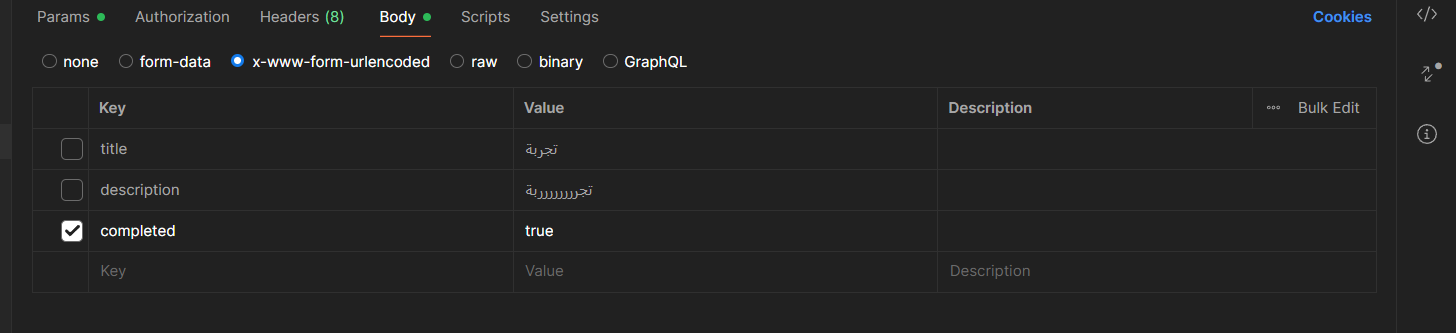 Params Authorization Headers (8) Body Scripts Settings Cookies
none form-data x-www-form-urlencoded raw binary GraphQL
Key Value Description Bulk Edit
title تجربة
description تجرررررررربة
completed true
Key Value Description